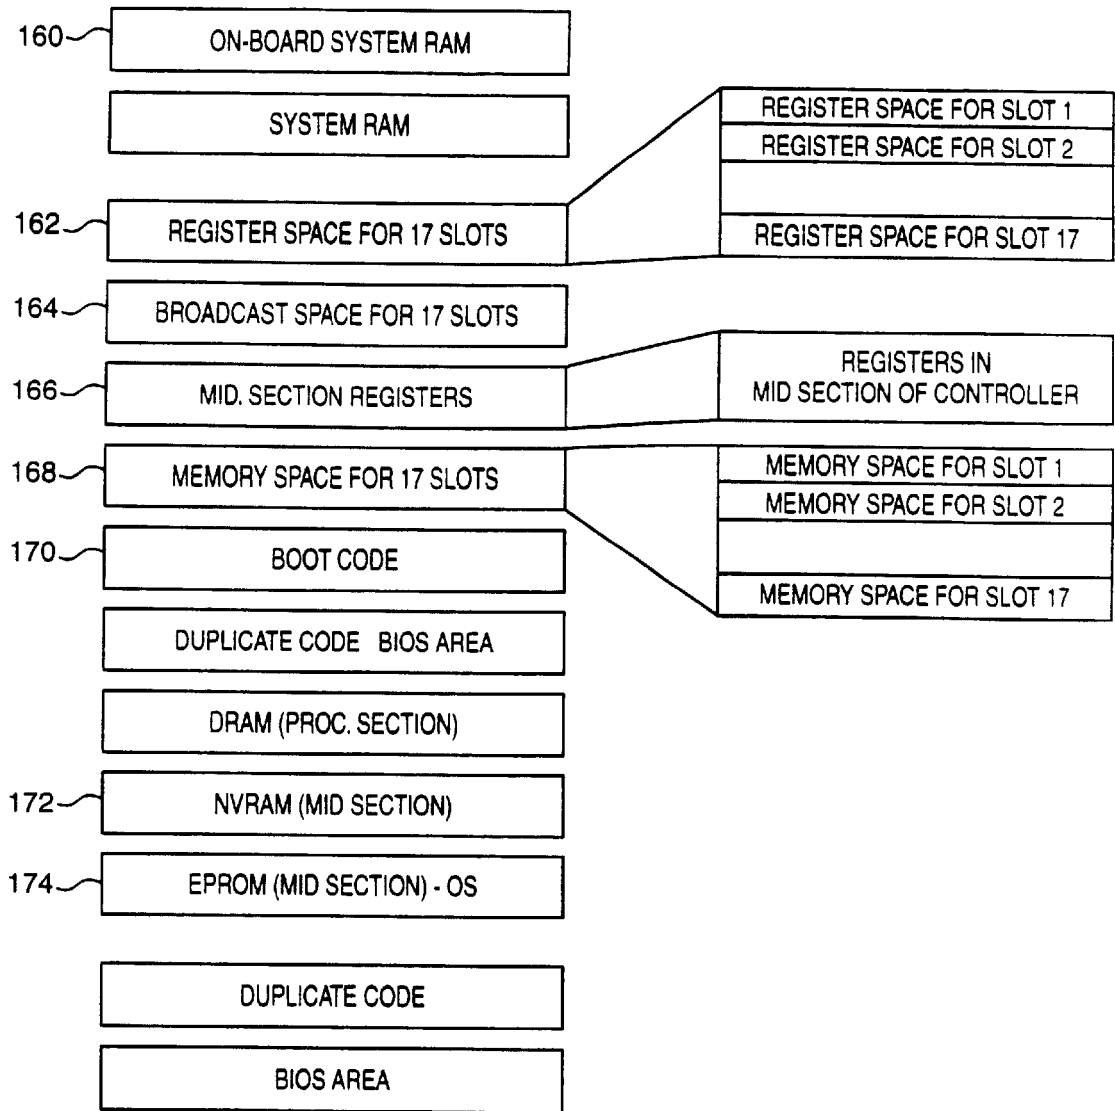 160 ON-BOARD SYSTEM RAM
SYSTEM RAM
162 REGISTER SPACE FOR 17 SLOTS
164 BROADCAST SPACE FOR 17 SLOTS
166 MID. SECTION REGISTERS
168 MEMORY SPACE FOR 17 SLOTS
170 BOOT CODE
DUPLICATE CODE BIOS AREA
DRAM (PROC. SECTION)
172 NVRAM (MID SECTION)
174 EPROM (MID SECTION) - OS
DUPLICATE CODE
BIOS AREA
REGISTER SPACE FOR SLOT 1
REGISTER SPACE FOR SLOT 2
REGISTER SPACE FOR SLOT 17
REGISTERS IN
MID SECTION OF CONTROLLER
MEMORY SPACE FOR SLOT 1
MEMORY SPACE FOR SLOT 2
MEMORY SPACE FOR SLOT 17